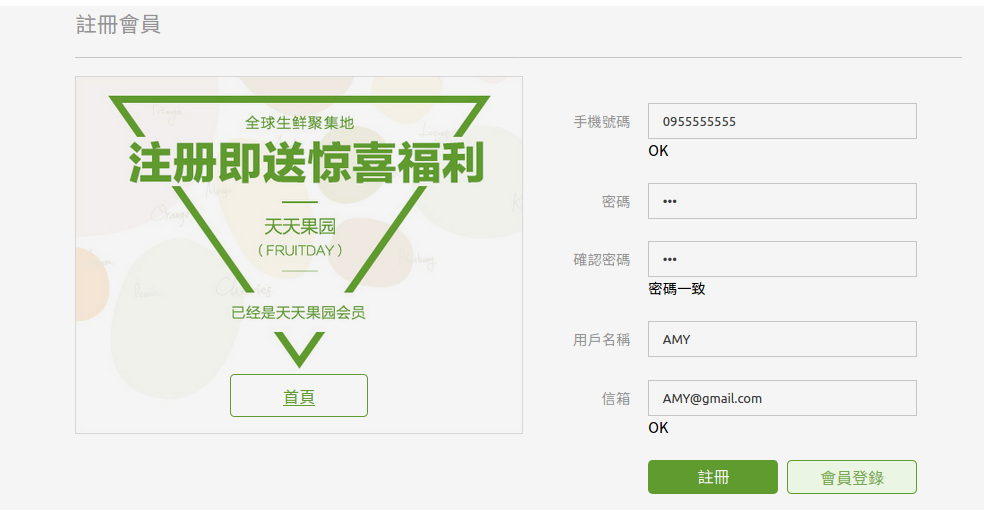 註冊會員
全球生鲜聚集地
注册即送惊喜福利
天天果园
（FRUITDAY）
已经是天天果园会员
首頁
手機號碼 0955555555
OK
密碼 •••
確認密碼 •••
密碼一致
用戶名稱 AMY
信箱 AMY@gmail.com
OK
註冊 會員登錄